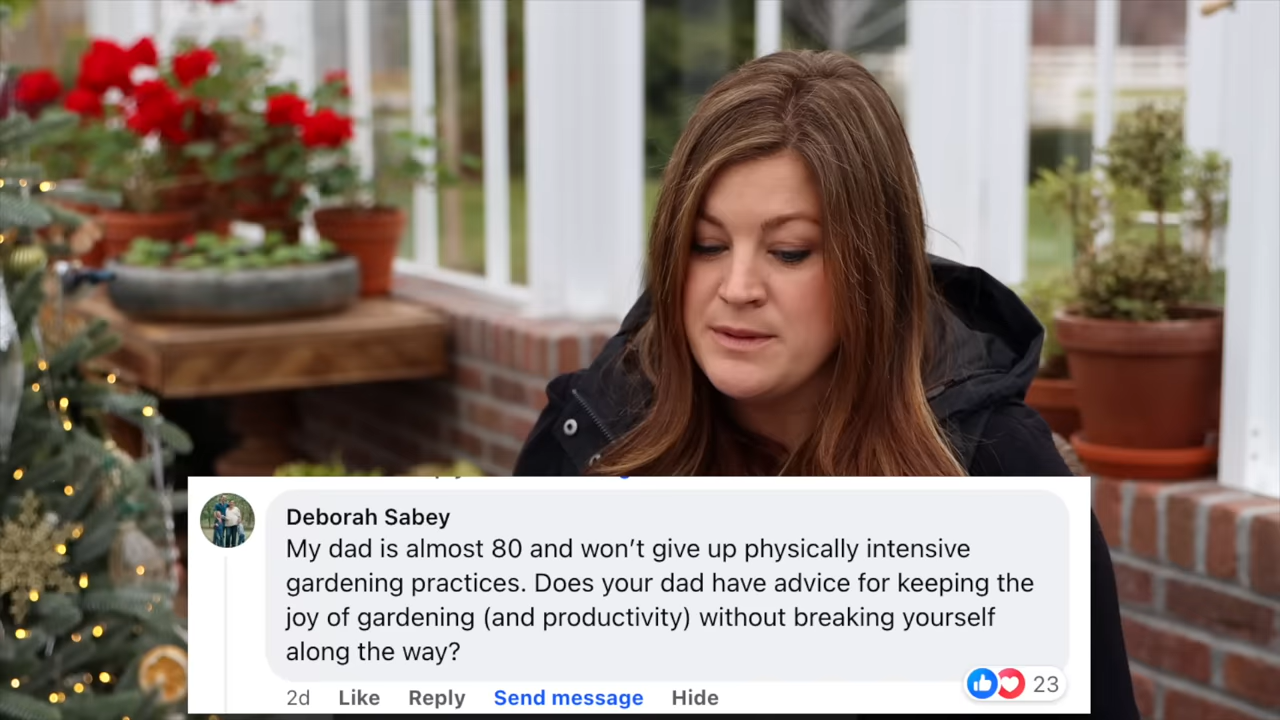 Deborah Sabey
My dad is almost 80 and won't give up physically intensive
gardening practices. Does your dad have advice for keeping the
joy of gardening (and productivity) without breaking yourself
along the way?
2d Like Reply Send message Hide 23